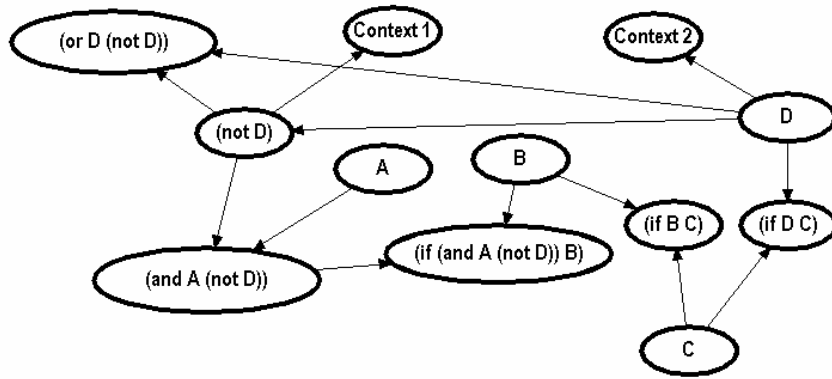 (or D (not D))
Context 1
Context 2
(not D)
D
A
B
(and A (not D))
(if (and A (not D)) B)
(if B C)
(if D C)
C